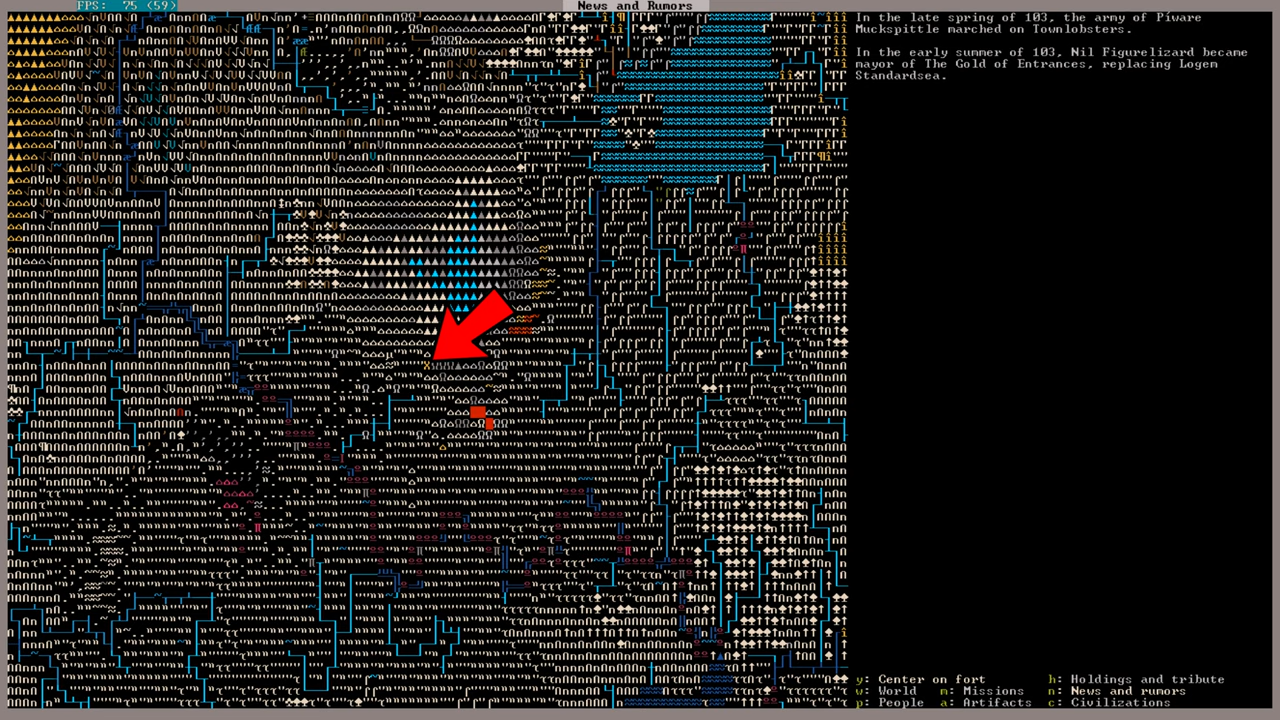 FPS: 75 (59)
News and Rumors
In the late spring of 103, the army of Píware
Muckspittle marched on Townlobsters.
In the early summer of 103, Nil Figurelizard became
mayor of The Gold of Entrances, replacing Logem
Standardsea.
y: Center on fort h: Holdings and tribute
w: World m: Missions n: News and rumors
p: People a: Artifacts c: Civilizations